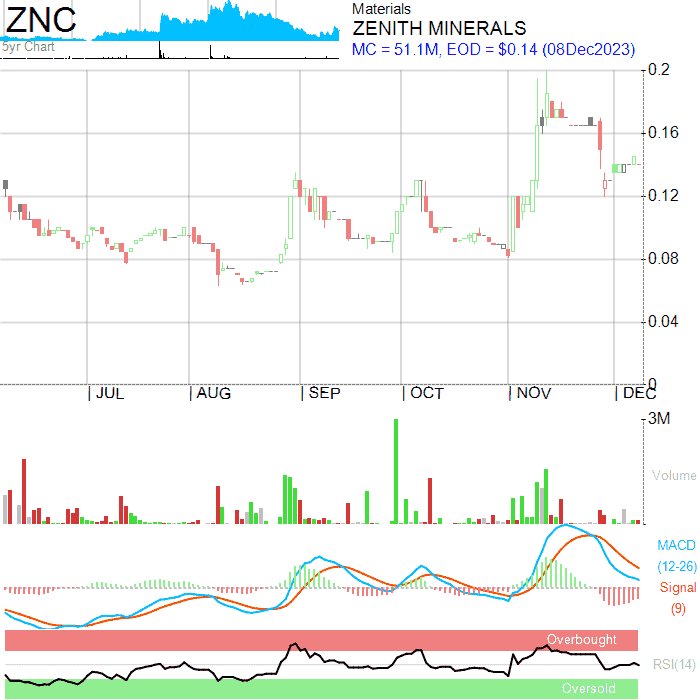 ZNC
5yr Chart
Materials
ZENITH MINERALS
MC = 51.1M, EOD = $0.14 (08Dec2023)
0.2
0.16
0.12
0.08
0.04
0
JUL AUG SEP OCT NOV DEC
3M
Volume
MACD
(12-26)
Signal
(9)
Overbought
RSI(14)
Oversold